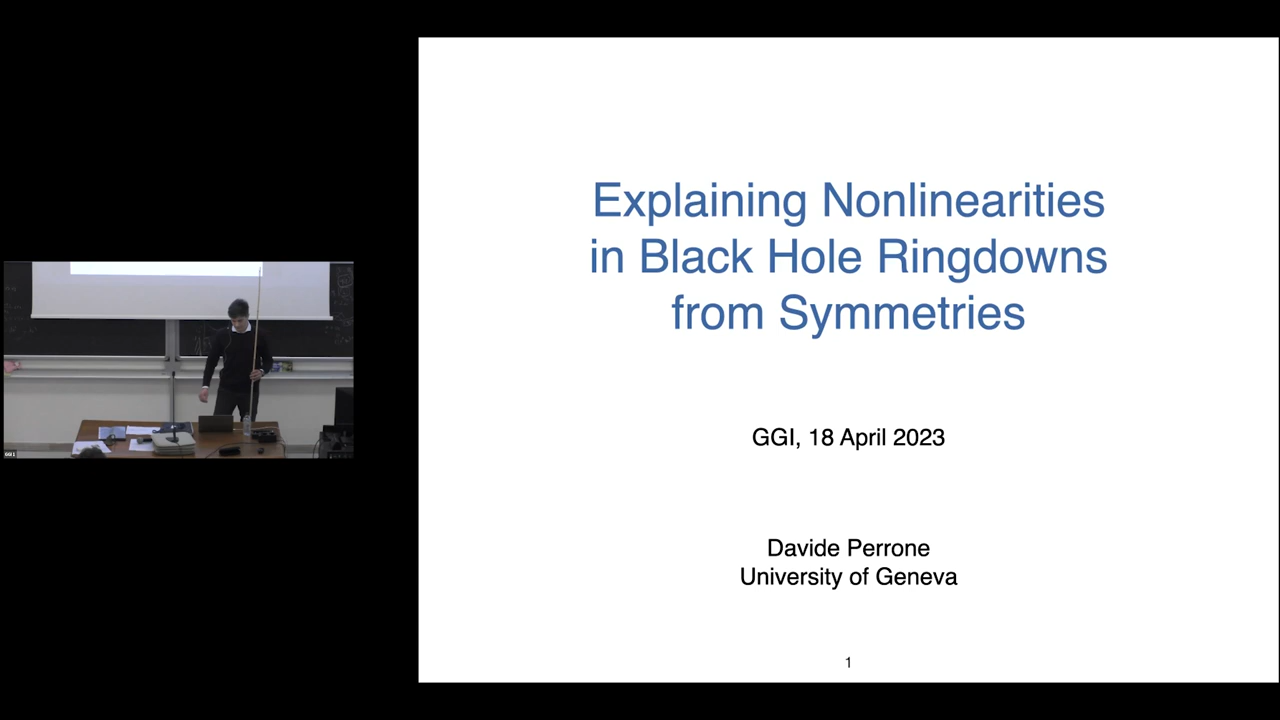 Explaining Nonlinearities
in Black Hole Ringdowns
from Symmetries
GGI, 18 April 2023
Davide Perrone
University of Geneva
1